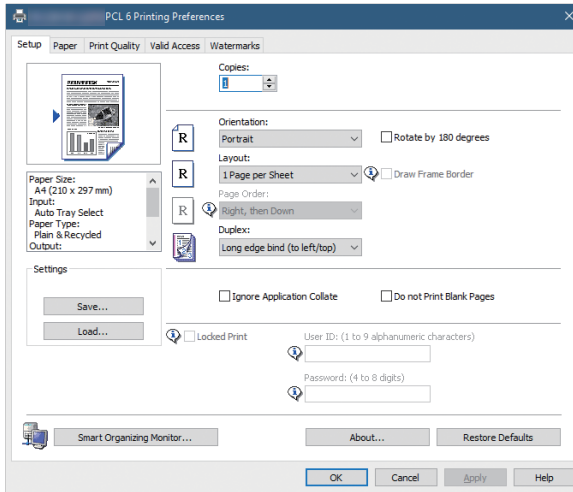 PCL 6 Printing Preferences
Setup Paper Print Quality Valid Access Watermarks
Copies:
1
Orientation:
R Portrait Rotate by 180 degrees
Layout:
R 1 Page per Sheet Draw Frame Border
Page Order:
R Right, then Down
Duplex:
Long edge bind (to left/top)
Paper Size:
A4 (210 x 297 mm)
Input:
Auto Tray Select
Paper Type:
Plain & Recycled
Output:
Settings
Save...
Load...
Ignore Application Collate Do not Print Blank Pages
Locked Print User ID: (1 to 9 alphanumeric characters)
Password: (4 to 8 digits)
Smart Organizing Monitor... About... Restore Defaults
OK Cancel Apply Help